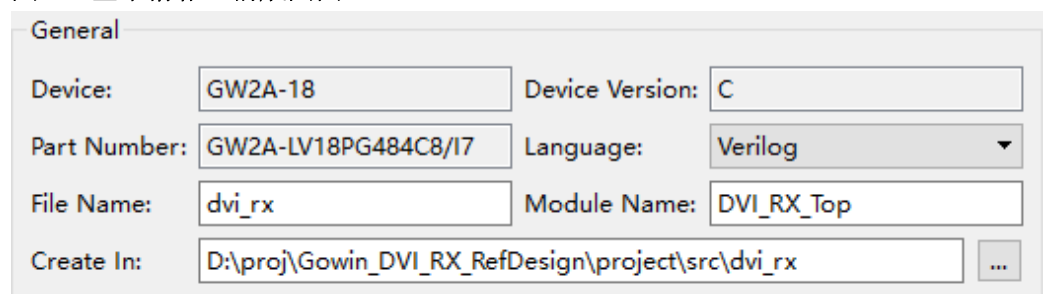 General
Device: GW2A-18 Device Version: C
Part Number: GW2A-LV18PG484C8/I7 Language: Verilog
File Name: dvi_rx Module Name: DVI_RX_Top
Create In: D:\proj\Gowin_DVI_RX_RefDesign\project\src\dvi_rx ...